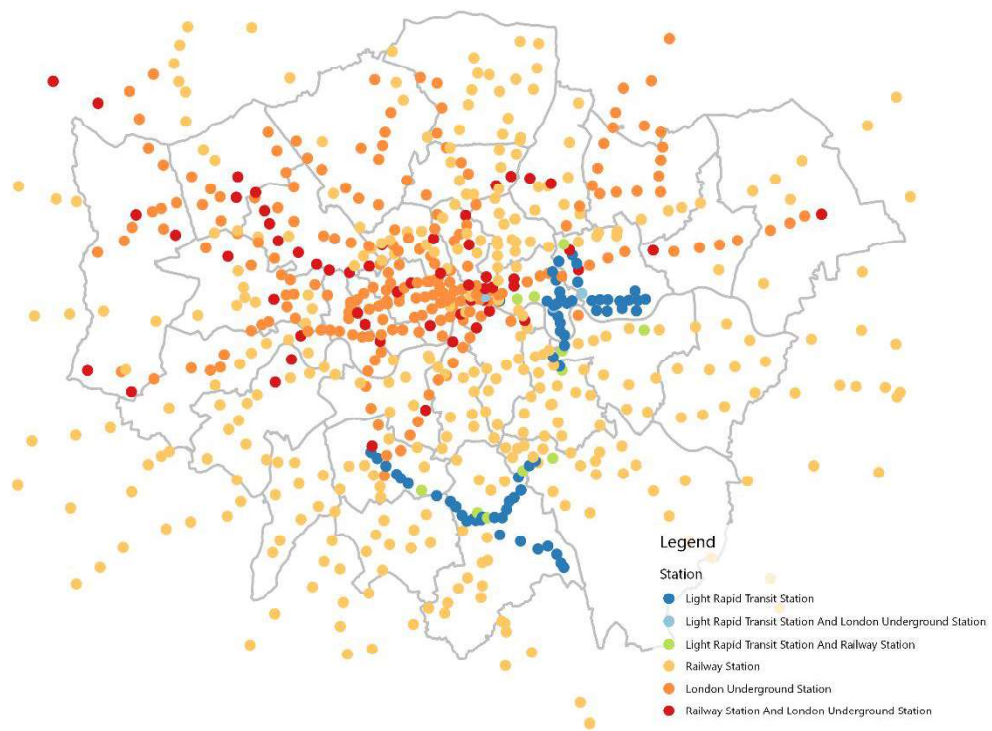 Legend
Station
Light Rapid Transit Station
Light Rapid Transit Station And London Underground Station
Light Rapid Transit Station And Railway Station
Railway Station
London Underground Station
Railway Station And London Underground Station